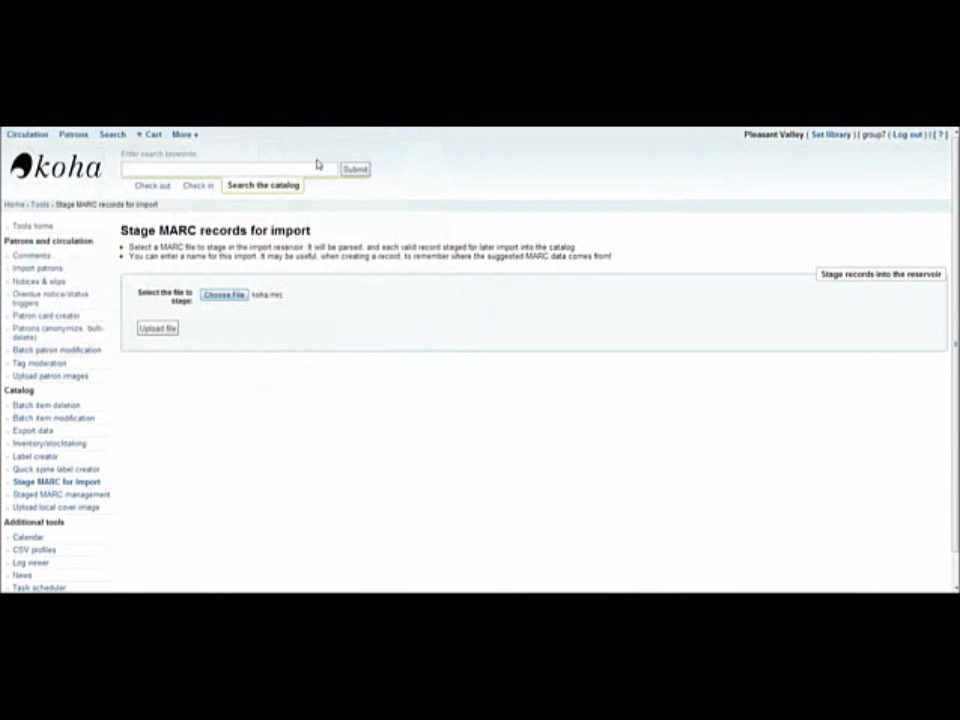 Circulation Patrons Search Cart More
Pleasant Valley ( Set library ) | group7 ( Log out ) | [ ? ]
koha
Enter search keywords:
Submit
Check out Check in Search the catalog
Home › Tools › Stage MARC records for import
Tools home
Patrons and circulation
Comments
Import patrons
Notices & slips
Overdue notice/status
triggers
Patron card creator
Patrons (anonymize, bulk-
delete)
Batch patron modification
Tag moderation
Upload patron images
Catalog
Batch item deletion
Batch item modification
Export data
Inventory/stocktaking
Label creator
Quick spine label creator
Stage MARC for import
Staged MARC management
Upload local cover image
Additional tools
Calendar
CSV profiles
Log viewer
News
Task scheduler
Stage MARC records for import
Select a MARC file to stage in the import reservoir. It will be parsed, and each valid record staged for later import into the catalog
You can enter a name for this import. It may be useful, when creating a record, to remember where the suggested MARC data comes from!
Stage records into the reservoir
Select the file to
stage:
Choose File koha.mrc
Upload file